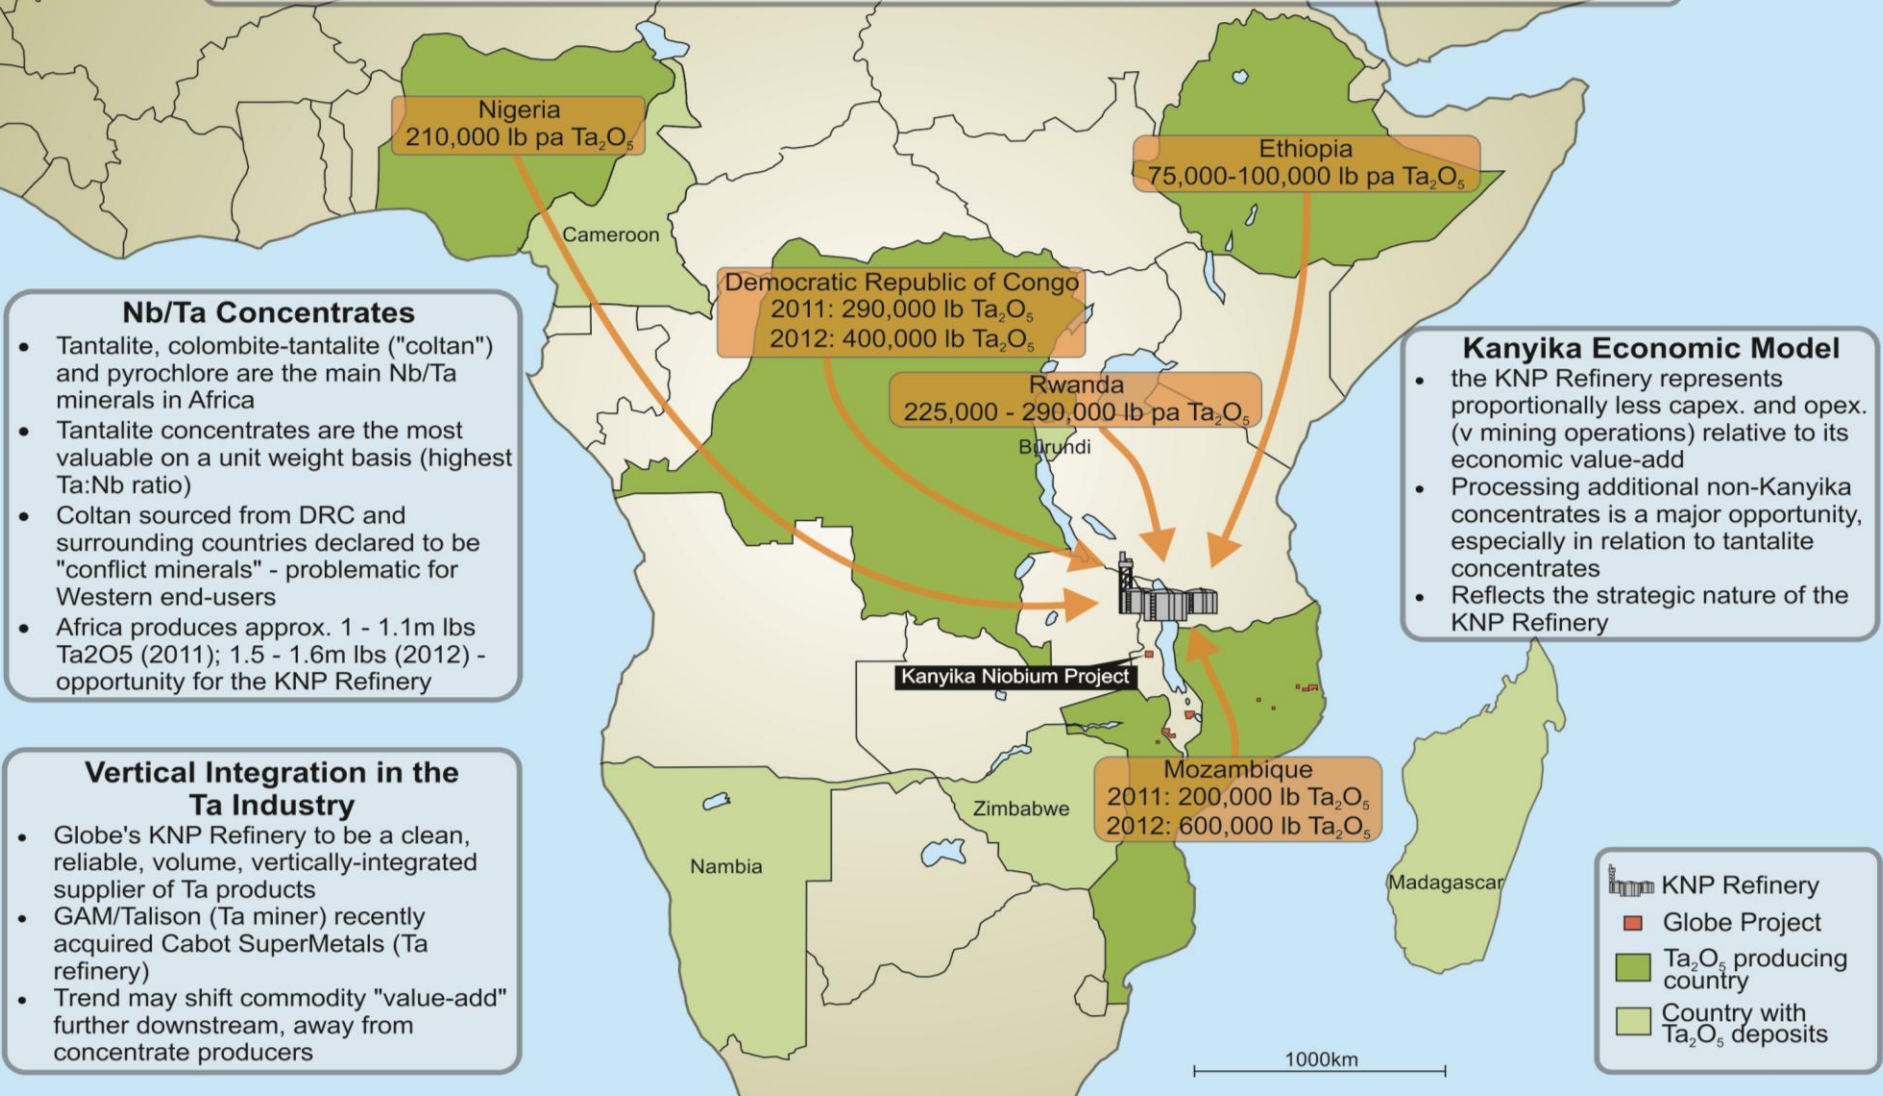 Nigeria
210,000 lb pa Ta₂O₅
Ethiopia
75,000-100,000 lb pa Ta₂O₅
Cameroon
Democratic Republic of Congo
2011: 290,000 lb Ta₂O₅
2012: 400,000 lb Ta₂O₅
Rwanda
225,000 - 290,000 lb pa Ta₂O₅
Burundi
Nb/Ta Concentrates
• Tantalite, colombite-tantalite ("coltan")
and pyrochlore are the main Nb/Ta
minerals in Africa
• Tantalite concentrates are the most
valuable on a unit weight basis (highest
Ta:Nb ratio)
• Coltan sourced from DRC and
surrounding countries declared to be
"conflict minerals" - problematic for
Western end-users
• Africa produces approx. 1 - 1.1m lbs
Ta2O5 (2011); 1.5 - 1.6m lbs (2012) -
opportunity for the KNP Refinery
Kanyika Economic Model
• the KNP Refinery represents
proportionally less capex. and opex.
(v mining operations) relative to its
economic value-add
• Processing additional non-Kanyika
concentrates is a major opportunity,
especially in relation to tantalite
concentrates
• Reflects the strategic nature of the
KNP Refinery
Kanyika Niobium Project
Vertical Integration in the
Ta Industry
• Globe's KNP Refinery to be a clean,
reliable, volume, vertically-integrated
supplier of Ta products
• GAM/Talison (Ta miner) recently
acquired Cabot SuperMetals (Ta
refinery)
• Trend may shift commodity "value-add"
further downstream, away from
concentrate producers
Mozambique
2011: 200,000 lb Ta₂O₅
2012: 600,000 lb Ta₂O₅
Zimbabwe
Nambia
Madagascar
KNP Refinery
Globe Project
Ta₂O₅ producing
country
Country with
Ta₂O₅ deposits
1000km